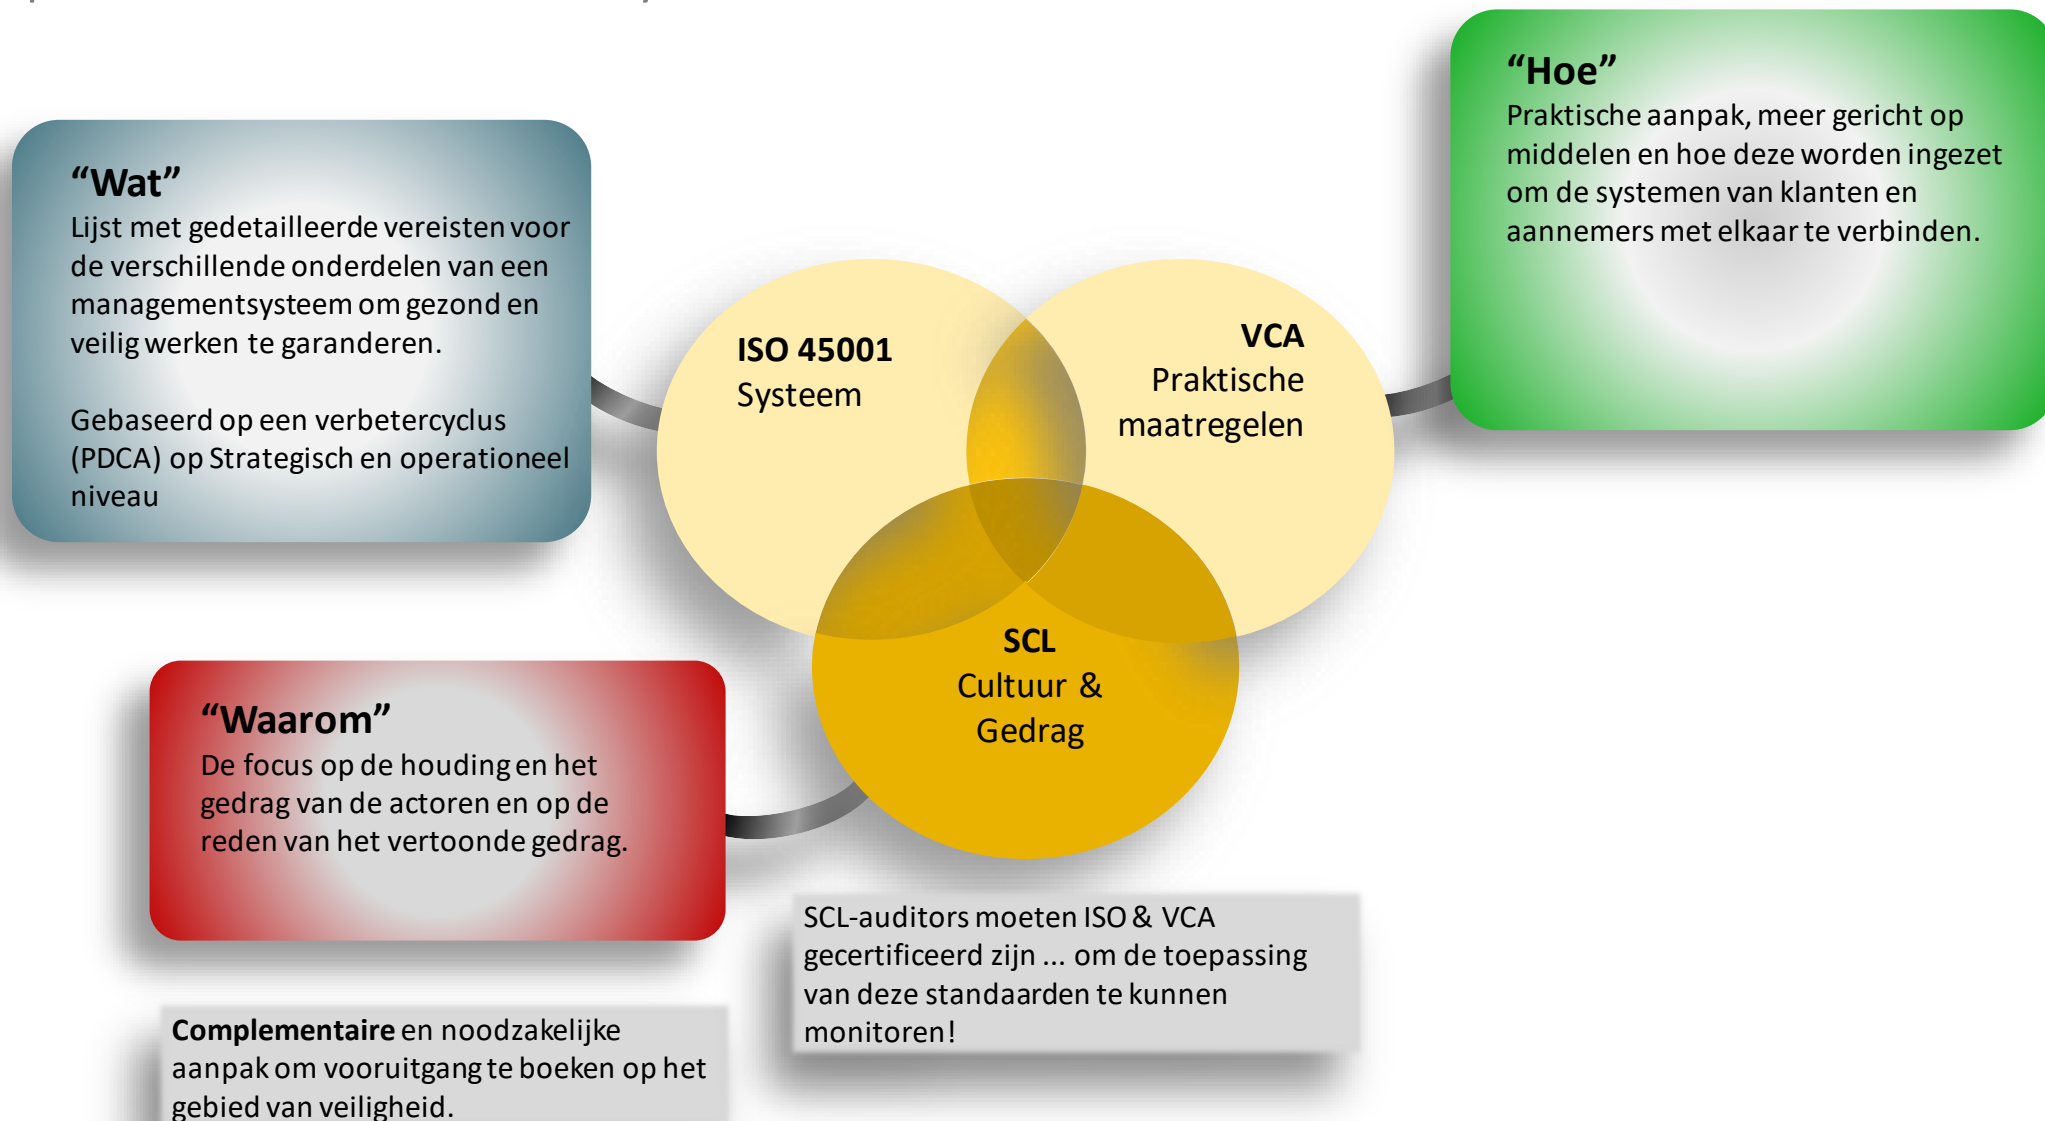 “Wat”
Lijst met gedetailleerde vereisten voor
de verschillende onderdelen van een
managementsysteem om gezond en
veilig werken te garanderen.
Gebaseerd op een verbetercyclus
(PDCA) op Strategisch en operationeel
niveau
“Hoe”
Praktische aanpak, meer gericht op
middelen en hoe deze worden ingezet
om de systemen van klanten en
aannemers met elkaar te verbinden.
ISO 45001
Systeem
VCA
Praktische
maatregelen
SCL
Cultuur &
Gedrag
“Waarom”
De focus op de houding en het
gedrag van de actoren en op de
reden van het vertoonde gedrag.
SCL-auditors moeten ISO & VCA
gecertificeerd zijn ... om de toepassing
van deze standaarden te kunnen
monitoren!
Complementaire en noodzakelijke
aanpak om vooruitgang te boeken op het
gebied van veiligheid.